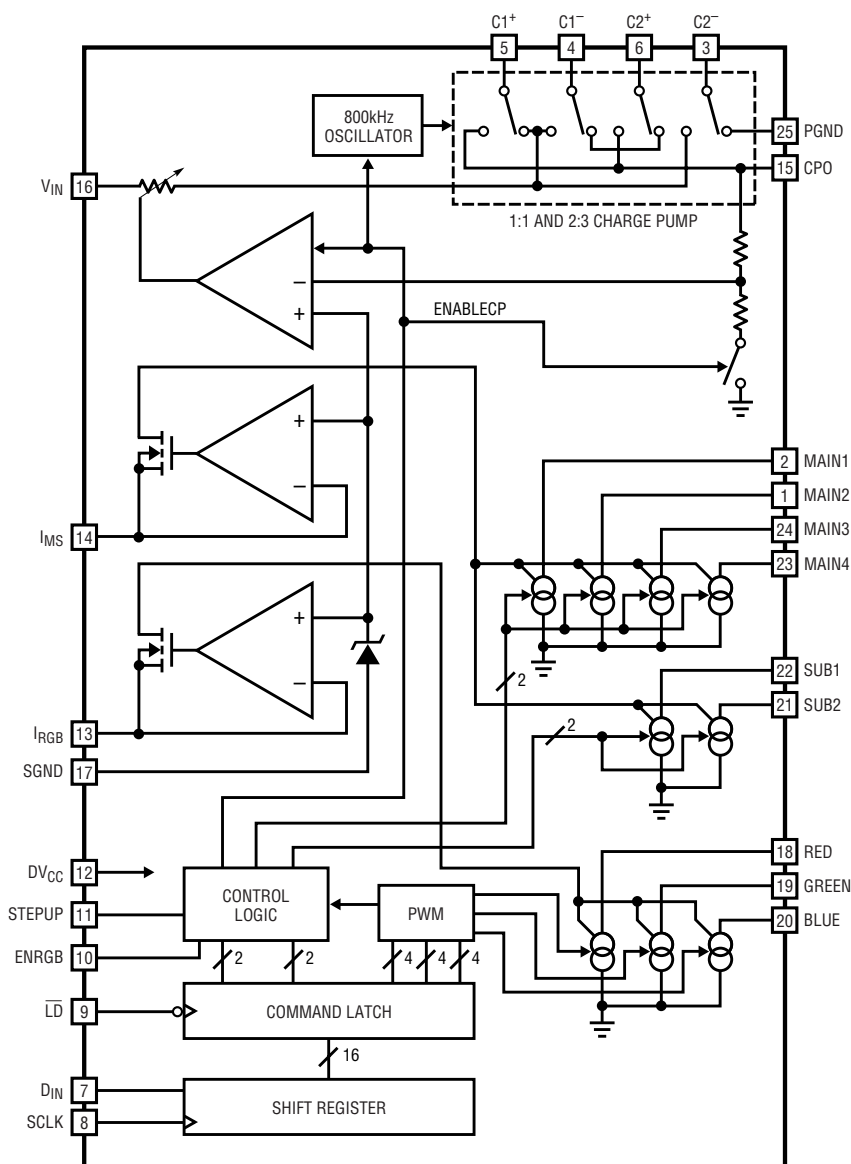 C1+ C1– C2+ C2–
5 4 6 3
800kHz
OSCILLATOR
25 PGND
15 CPO
VIN 16
1:1 AND 2:3 CHARGE PUMP
–
+
ENABLECP
+
–
IMS 14
2 MAIN1
1 MAIN2
24 MAIN3
23 MAIN4
+
–
2
22 SUB1
21 SUB2
2
IRGB 13
SGND 17
18 RED
19 GREEN
20 BLUE
DVCC 12
STEPUP 11
ENRGB 10
CONTROL
LOGIC
PWM
2 2 4 4 4
LD 9
COMMAND LATCH
16
DIN 7
SCLK 8
SHIFT REGISTER